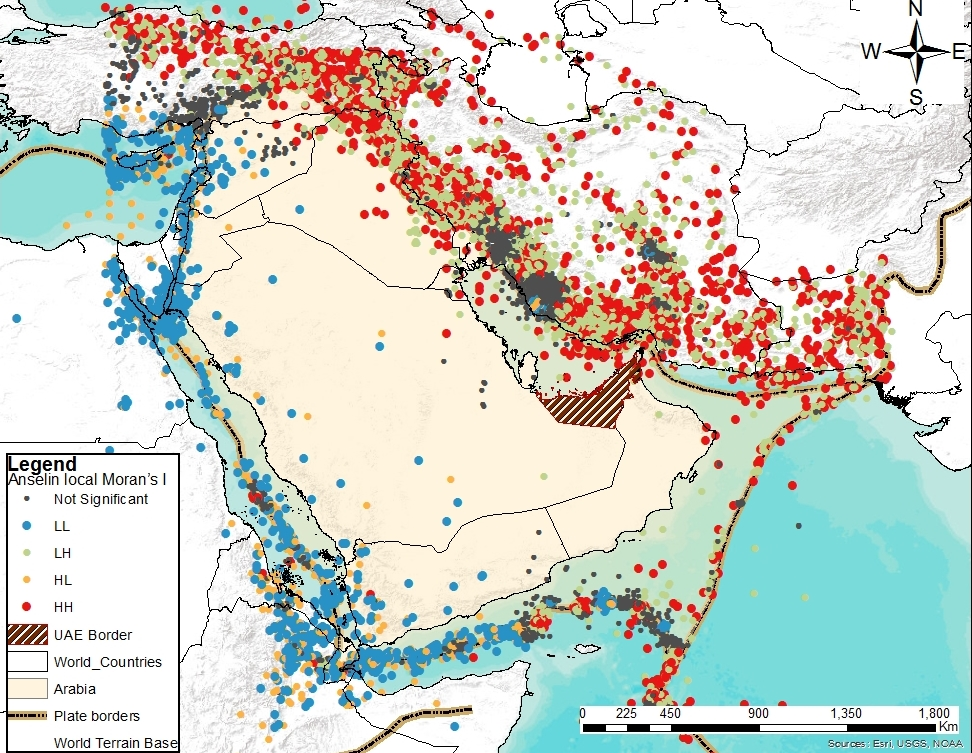 N
W E
S
Legend
Anselin local Moran's I
Not Significant
LL
LH
HL
HH
UAE Border
World_Countries
Arabia
Plate borders
World Terrain Base
0 225 450 900 1,350 1,800
Km
Sources: Esri, USGS, NOAA